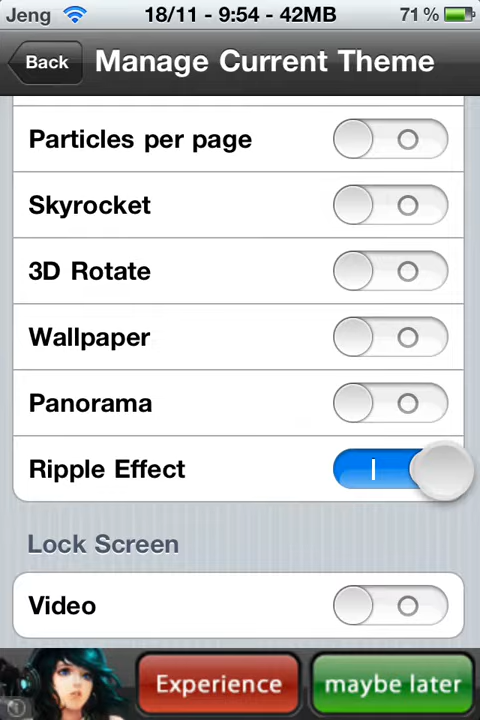 Jeng 18/11 - 9:54 - 42MB 71%
Back Manage Current Theme
Particles per page
Skyrocket
3D Rotate
Wallpaper
Panorama
Ripple Effect
Lock Screen
Video
Experience maybe later